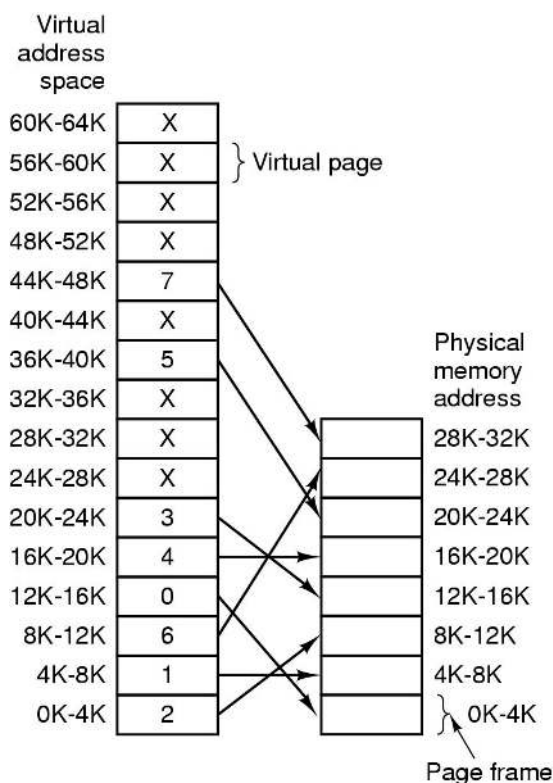 Virtual
address
space
60K-64K X
56K-60K X Virtual page
52K-56K X
48K-52K X
44K-48K 7
40K-44K X
36K-40K 5
32K-36K X
28K-32K X
24K-28K X
20K-24K 3
16K-20K 4
12K-16K 0
8K-12K 6
4K-8K 1
0K-4K 2
Physical
memory
address
28K-32K
24K-28K
20K-24K
16K-20K
12K-16K
8K-12K
4K-8K
0K-4K
Page frame